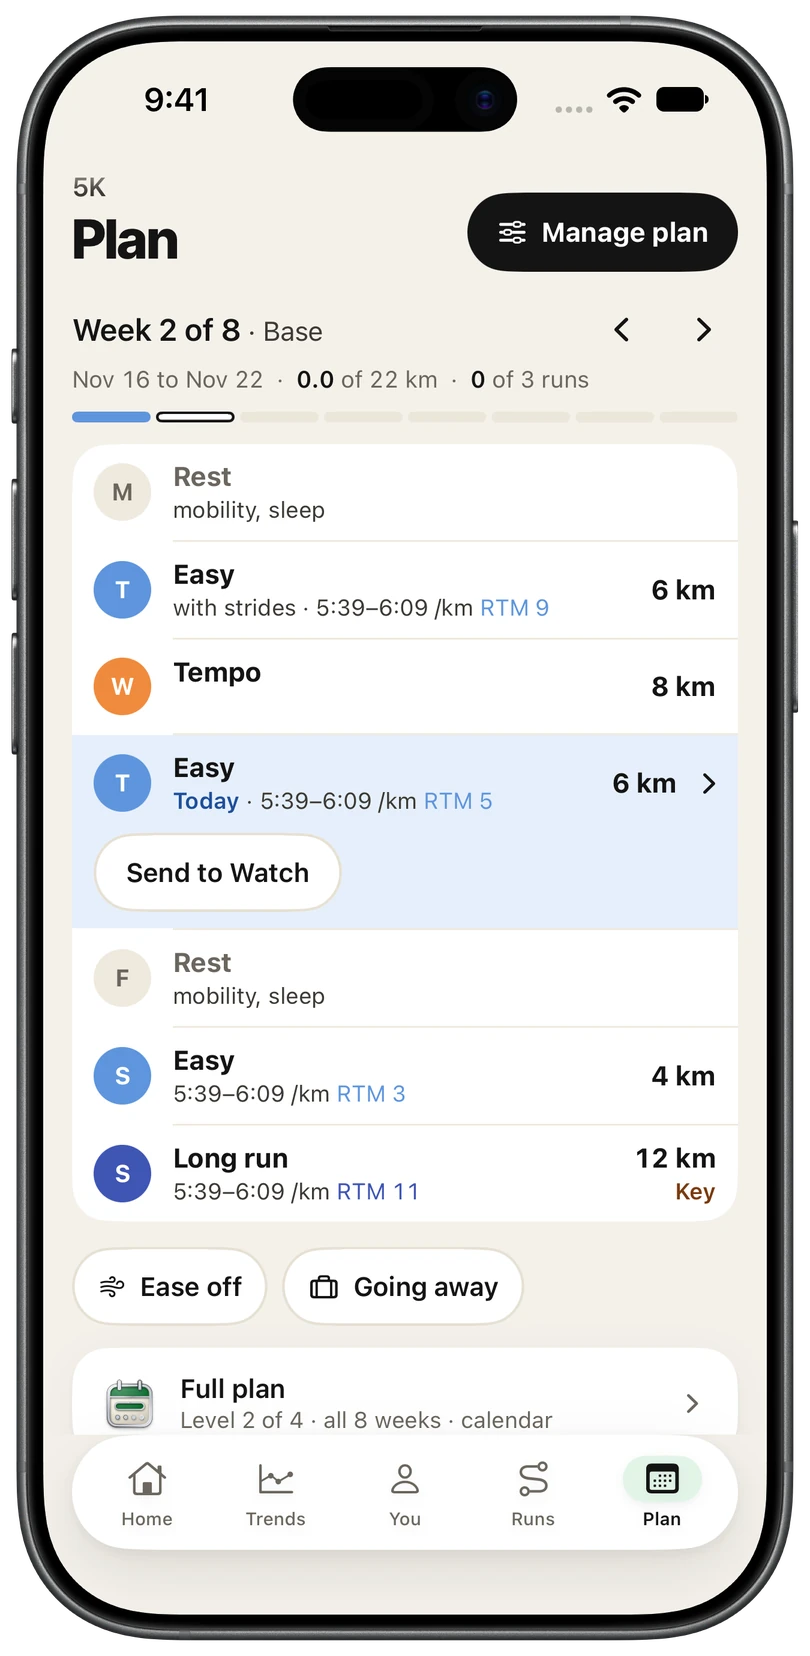 9:41
5K
Plan
Manage plan
Week 2 of 8 · Base
Nov 16 to Nov 22 · 0.0 of 22 km · 0 of 3 runs
M
Rest
mobility, sleep
T
Easy
with strides · 5:39–6:09 /km RTM 9
6 km
W
Tempo
8 km
T
Easy
Today · 5:39–6:09 /km RTM 5
6 km
Send to Watch
F
Rest
mobility, sleep
S
Easy
5:39–6:09 /km RTM 3
4 km
S
Long run
5:39–6:09 /km RTM 11
12 km
Key
Ease off
Going away
Full plan
Level 2 of 4 · all 8 weeks · calendar
Home
Trends
You
Runs
Plan